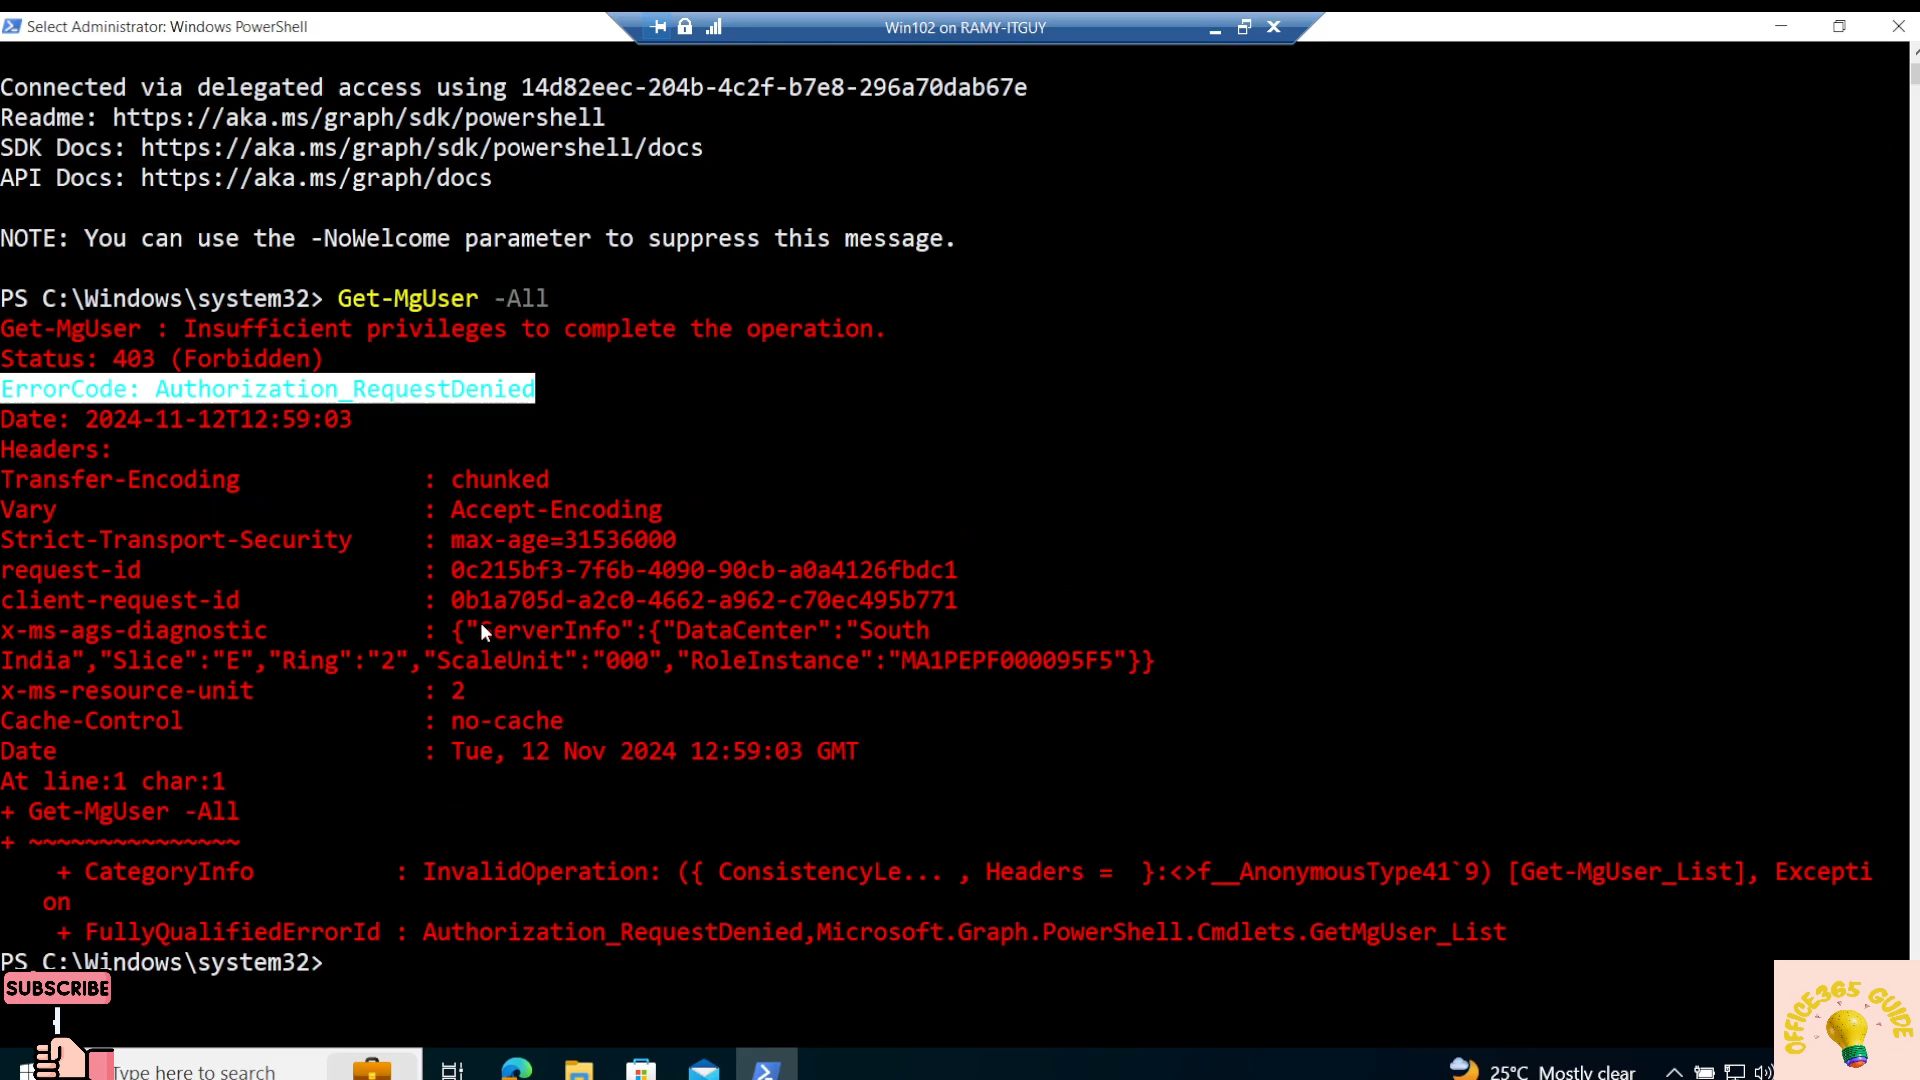 Select Administrator: Windows PowerShell
Win102 on RAMY-ITGUY
Connected via delegated access using 14d82eec-204b-4c2f-b7e8-296a70dab67e
Readme: https://aka.ms/graph/sdk/powershell
SDK Docs: https://aka.ms/graph/sdk/powershell/docs
API Docs: https://aka.ms/graph/docs
NOTE: You can use the -NoWelcome parameter to suppress this message.
PS C:\Windows\system32> Get-MgUser -All
Get-MgUser : Insufficient privileges to complete the operation.
Status: 403 (Forbidden)
ErrorCode: Authorization_RequestDenied
Date: 2024-11-12T12:59:03
Headers:
Transfer-Encoding : chunked
Vary : Accept-Encoding
Strict-Transport-Security : max-age=31536000
request-id : 0c215bf3-7f6b-4090-90cb-a0a4126fbdc1
client-request-id : 0b1a705d-a2c0-4662-a962-c70ec495b771
x-ms-ags-diagnostic : {"ServerInfo":{"DataCenter":"South
India","Slice":"E","Ring":"2","ScaleUnit":"000","RoleInstance":"MA1PEPF000095F5"}}
x-ms-resource-unit : 2
Cache-Control : no-cache
Date : Tue, 12 Nov 2024 12:59:03 GMT
At line:1 char:1
+ Get-MgUser -All
+ ~~~~~~~~~~~~~~~
+ CategoryInfo : InvalidOperation: ({ ConsistencyLe... , Headers =  }:<>f__AnonymousType41`9) [Get-MgUser_List], Excepti
on
+ FullyQualifiedErrorId : Authorization_RequestDenied,Microsoft.Graph.PowerShell.Cmdlets.GetMgUser_List
PS C:\Windows\system32>
SUBSCRIBE
OFFICE365 GUIDE
Type here to search
25°C Mostly clear